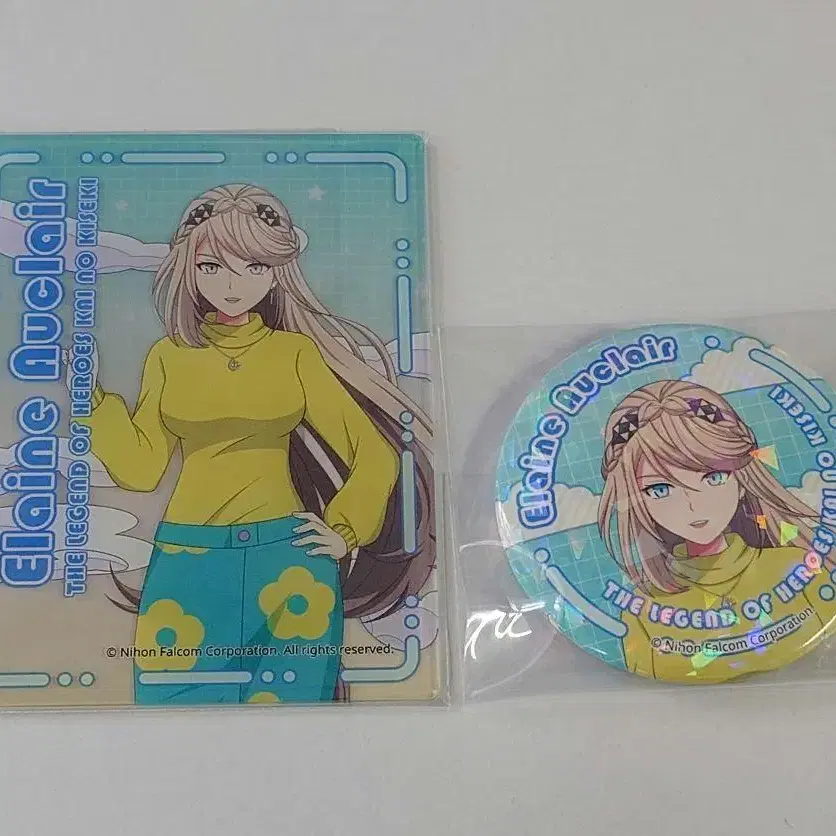 Elaine Auclair
THE LEGEND OF HEROES KAI NO KISEKI
© Nihon Falcom Corporation. All rights reserved.
Elaine Auclair
THE LEGEND OF HEROES KAI NO KISEKI
© Nihon Falcom Corporation.